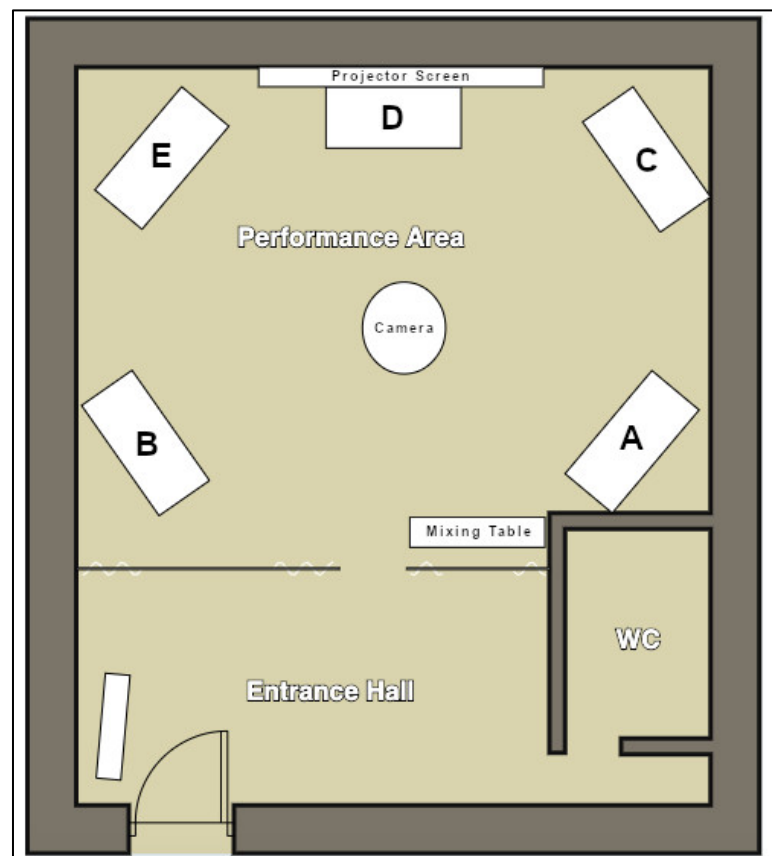 Projector Screen
D
E
C
Performance Area
Camera
B
A
Mixing Table
WC
Entrance Hall